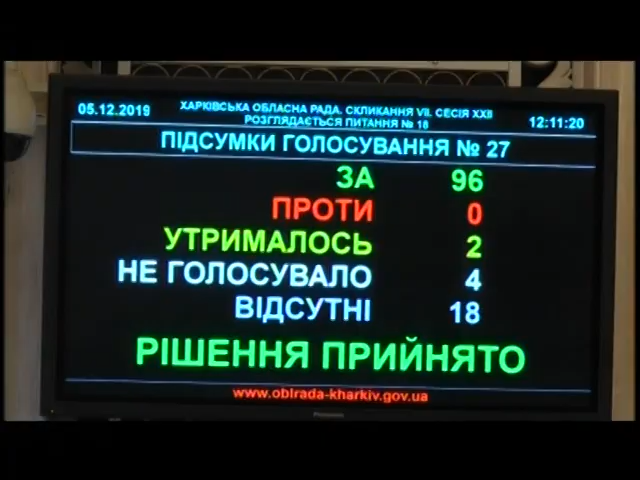 05.12.2019 ХАРКІВСЬКА ОБЛАСНА РАДА. СКЛИКАННЯ VII. СЕСІЯ XXII 12:11:20
РОЗГЛЯДАЄТЬСЯ ПИТАННЯ № 18
ПІДСУМКИ ГОЛОСУВАННЯ № 27
ЗА 96
ПРОТИ 0
УТРИМАЛОСЬ 2
НЕ ГОЛОСУВАЛО 4
ВІДСУТНІ 18
РІШЕННЯ ПРИЙНЯТО
www.oblrada-kharkiv.gov.ua
Panasonic